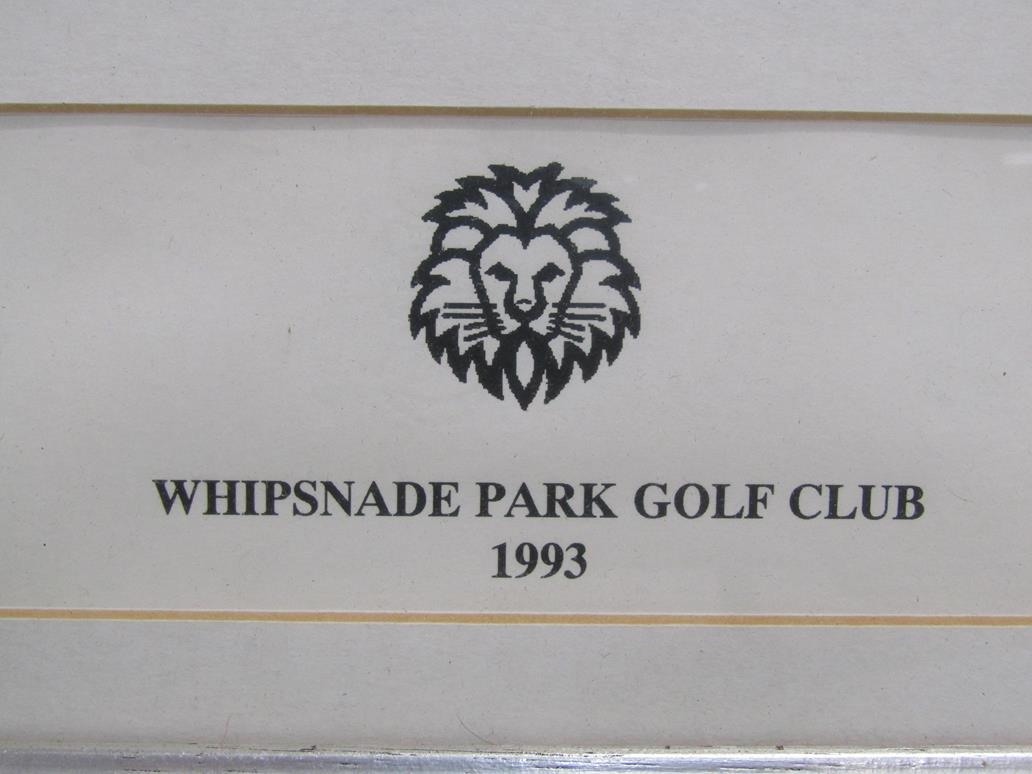 WHIPSNADE PARK GOLF CLUB
1993